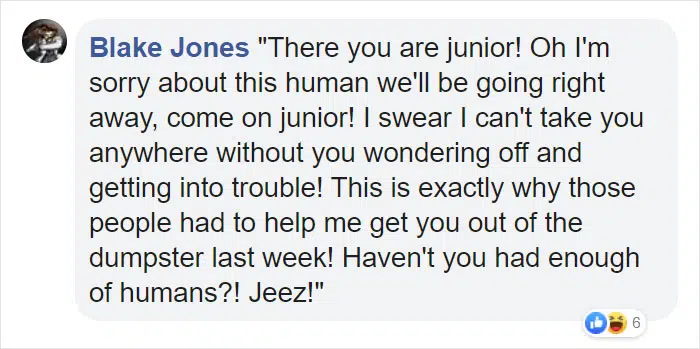 Blake Jones "There you are junior! Oh I'm
sorry about this human we'll be going right
away, come on junior! I swear I can't take you
anywhere without you wondering off and
getting into trouble! This is exactly why those
people had to help me get you out of the
dumpster last week! Haven't you had enough
of humans?! Jeez!"
6